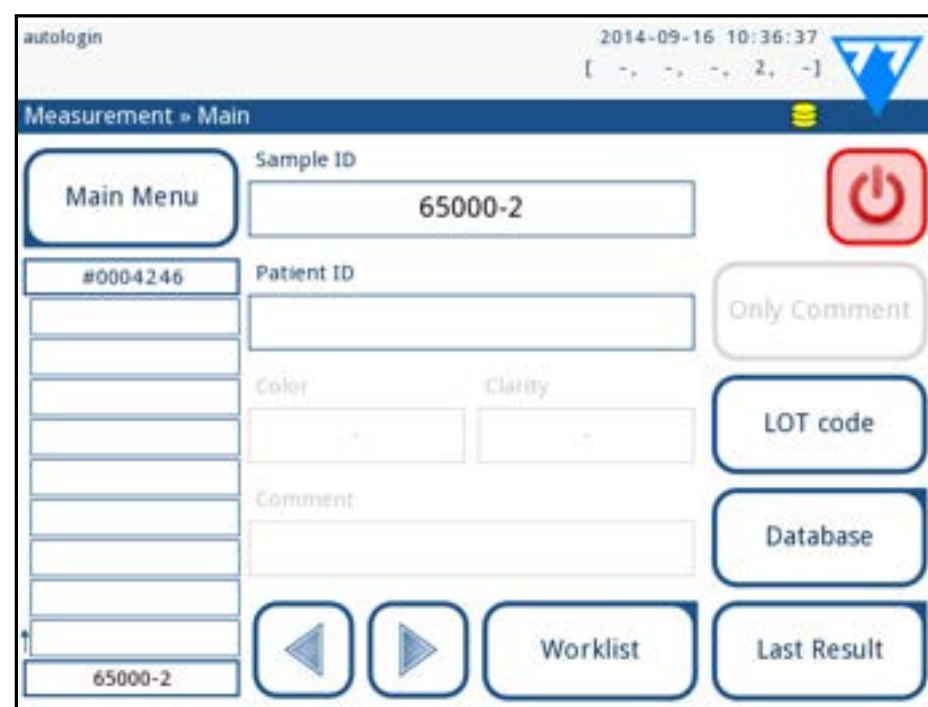 autologin
2014-09-16 10:36:37
[ -, -, -, 2, -]
Measurement » Main
Main Menu
Sample ID
65000-2
#0004246
Patient ID
Only Comment
Color
Clarity
-
-
LOT code
Comment
Database
Worklist
Last Result
65000-2